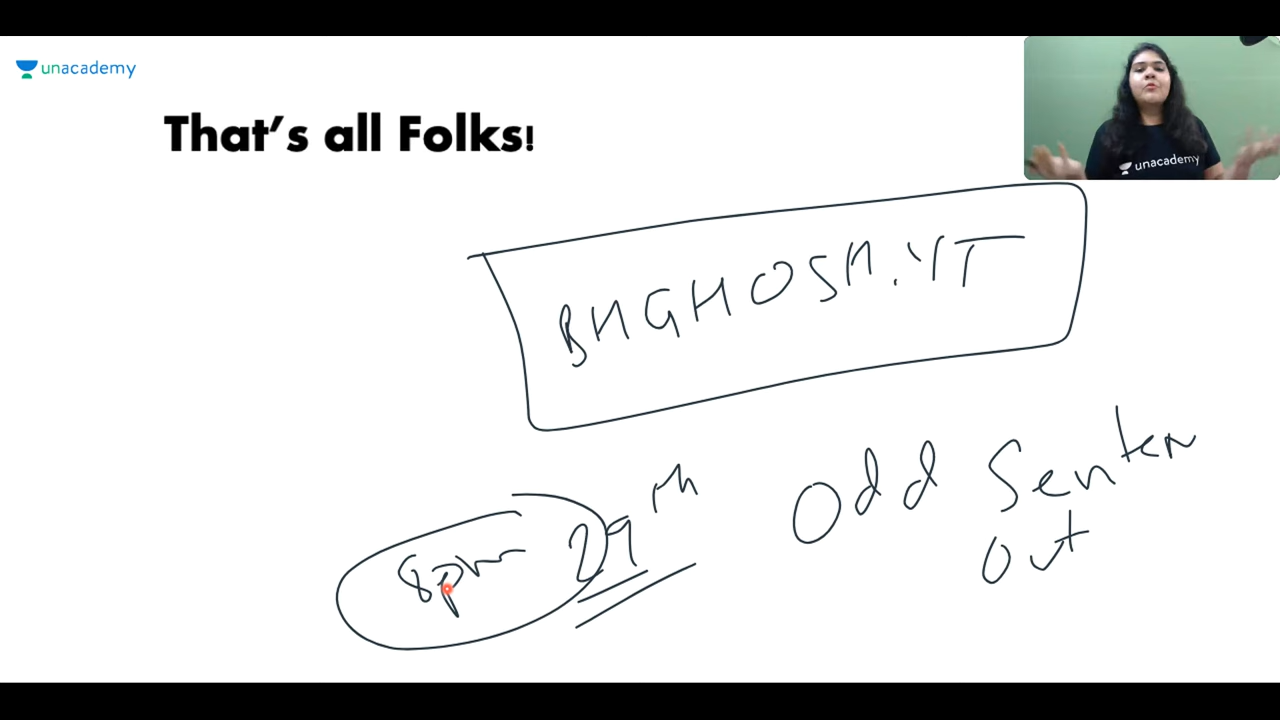 unacademy
unacademy
That's all Folks!
BHGHOSH.YT
Odd Senten
out
8pm 29th